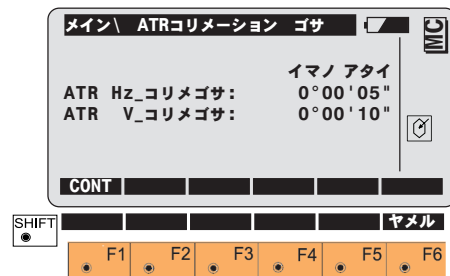 メイン\ ATRコリメーション ゴサ
MC
イマノ アタイ
ATR Hz_コリメゴサ: 0°00'05"
ATR V_コリメゴサ: 0°00'10"
CONT
SHIFT
ヤメル
F1 F2 F3 F4 F5 F6